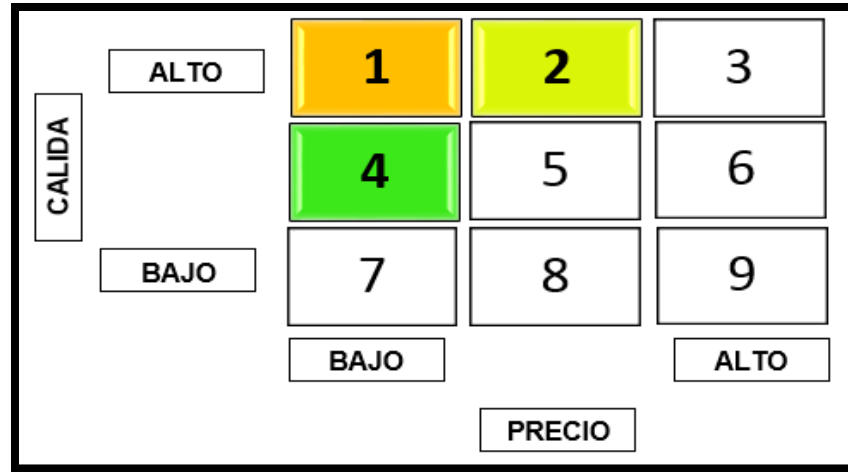 ALTO 1 2 3
CALIDA
4 5 6
BAJO 7 8 9
BAJO ALTO
PRECIO